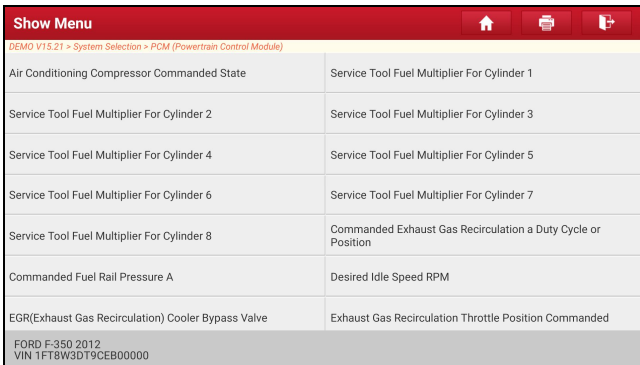 Show Menu
DEMO V15.21 > System Selection > PCM (Powertrain Control Module)
Air Conditioning Compressor Commanded State
Service Tool Fuel Multiplier For Cylinder 1
Service Tool Fuel Multiplier For Cylinder 2
Service Tool Fuel Multiplier For Cylinder 3
Service Tool Fuel Multiplier For Cylinder 4
Service Tool Fuel Multiplier For Cylinder 5
Service Tool Fuel Multiplier For Cylinder 6
Service Tool Fuel Multiplier For Cylinder 7
Service Tool Fuel Multiplier For Cylinder 8
Commanded Exhaust Gas Recirculation a Duty Cycle or
Position
Commanded Fuel Rail Pressure A
Desired Idle Speed RPM
EGR(Exhaust Gas Recirculation) Cooler Bypass Valve
Exhaust Gas Recirculation Throttle Position Commanded
FORD F-350 2012
VIN 1FT8W3DT9CEB00000